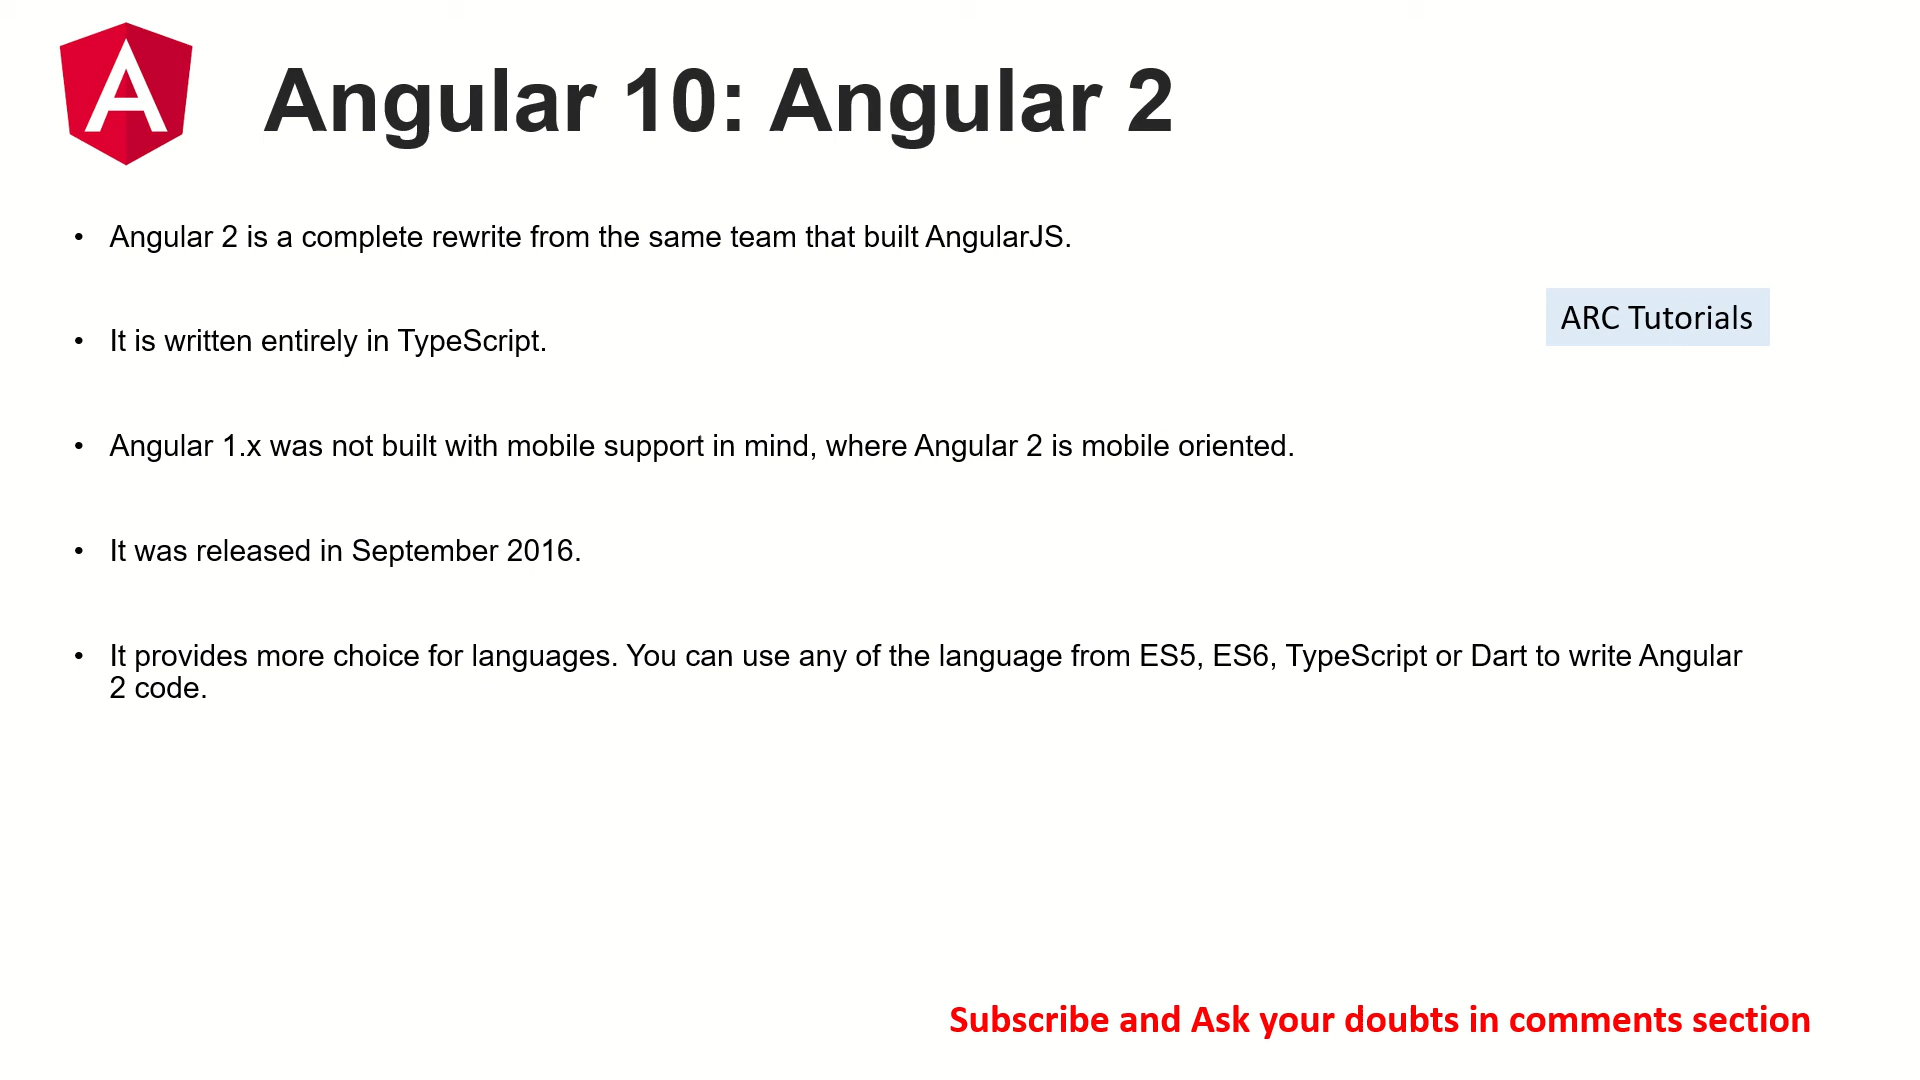 Angular 10: Angular 2
• Angular 2 is a complete rewrite from the same team that built AngularJS.
ARC Tutorials
• It is written entirely in TypeScript.
• Angular 1.x was not built with mobile support in mind, where Angular 2 is mobile oriented.
• It was released in September 2016.
• It provides more choice for languages. You can use any of the language from ES5, ES6, TypeScript or Dart to write Angular
2 code.
Subscribe and Ask your doubts in comments section